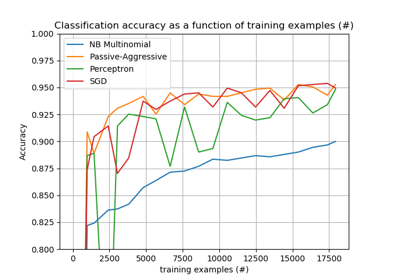 Classification accuracy as a function of training examples (#)
1.000
0.975
0.950
0.925
0.900
0.875
0.850
0.825
0.800
Accuracy
NB Multinomial
Passive-Aggressive
Perceptron
SGD
0 2500 5000 7500 10000 12500 15000 17500
training examples (#)